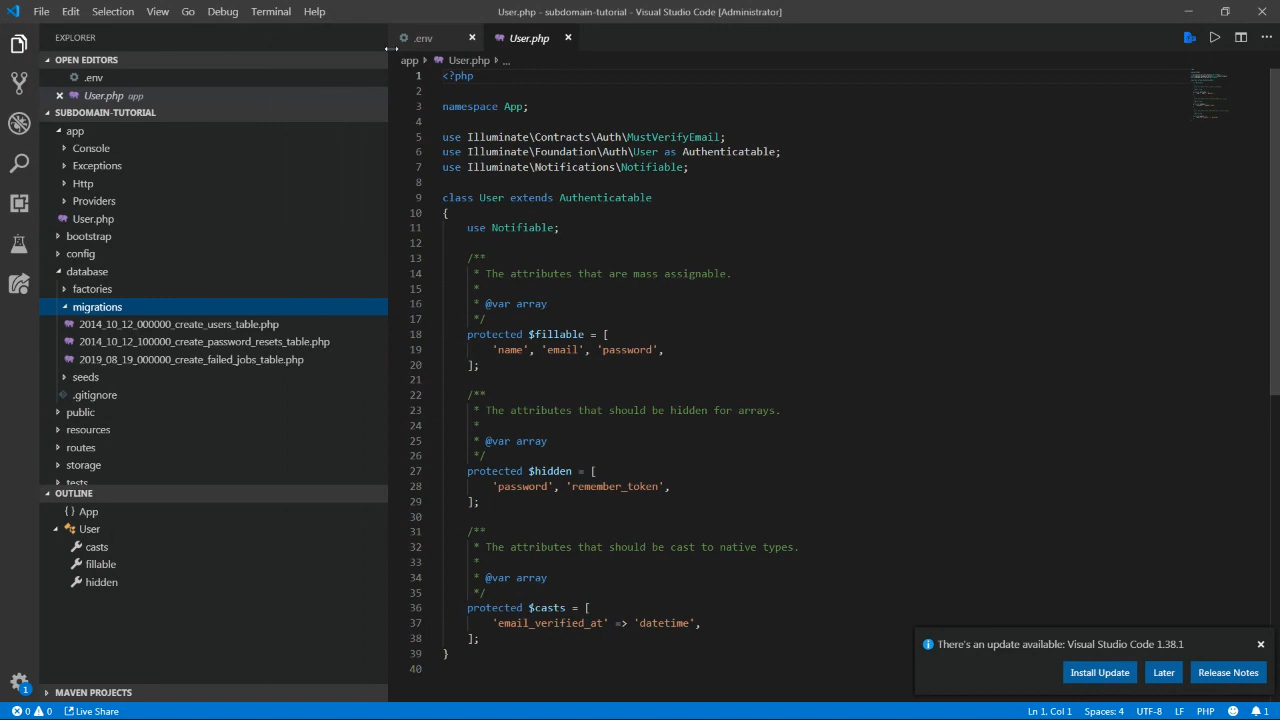 File Edit Selection View Go Debug Terminal Help
User.php - subdomain-tutorial - Visual Studio Code [Administrator]
EXPLORER
OPEN EDITORS
.env
User.php app
SUBDOMAIN-TUTORIAL
app
Console
Exceptions
Http
Providers
User.php
bootstrap
config
database
factories
migrations
2014_10_12_000000_create_users_table.php
2014_10_12_100000_create_password_resets_table.php
2019_08_19_000000_create_failed_jobs_table.php
seeds
.gitignore
public
resources
routes
storage
tests
OUTLINE
{ } App
User
casts
fillable
hidden
MAVEN PROJECTS
1
.env
User.php
app > User.php > ...
1 <?php
2
3 namespace App;
4
5 use Illuminate\Contracts\Auth\MustVerifyEmail;
6 use Illuminate\Foundation\Auth\User as Authenticatable;
7 use Illuminate\Notifications\Notifiable;
8
9 class User extends Authenticatable
10 {
11 use Notifiable;
12
13 /**
14 * The attributes that are mass assignable.
15 *
16 * @var array
17 */
18 protected $fillable = [
19 'name', 'email', 'password',
20 ];
21
22 /**
23 * The attributes that should be hidden for arrays.
24 *
25 * @var array
26 */
27 protected $hidden = [
28 'password', 'remember_token',
29 ];
30
31 /**
32 * The attributes that should be cast to native types.
33 *
34 * @var array
35 */
36 protected $casts = [
37 'email_verified_at' => 'datetime',
38 ];
39 }
40
There's an update available: Visual Studio Code 1.38.1
Install Update Later Release Notes
0 0 Live Share
Ln 1, Col 1 Spaces: 4 UTF-8 LF PHP 1